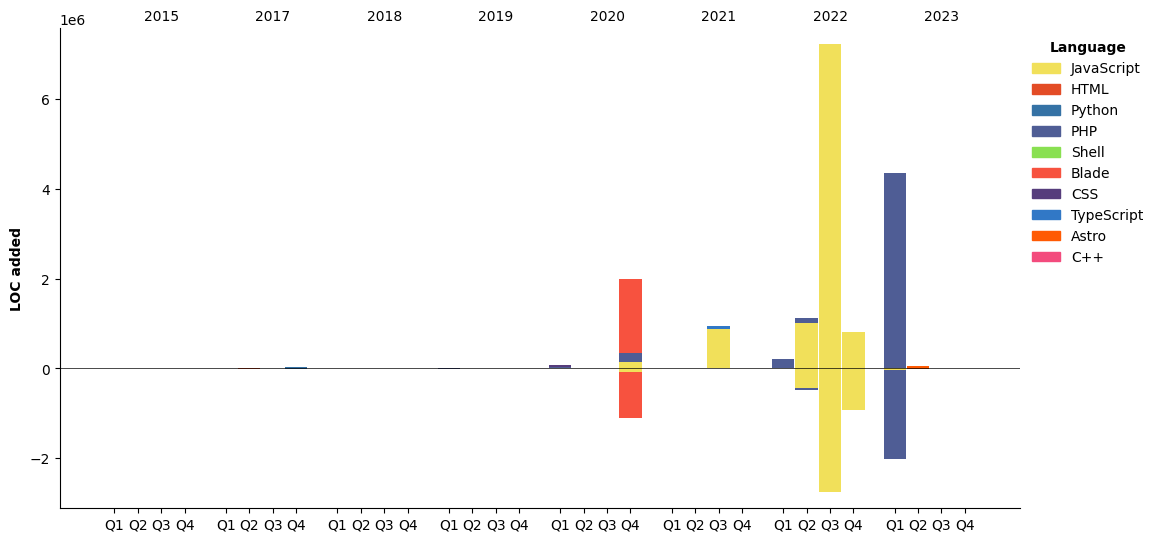 1e6
2015 2017 2018 2019 2020 2021 2022 2023
LOC added
6
4
2
0
−2
Q1 Q2 Q3 Q4 Q1 Q2 Q3 Q4 Q1 Q2 Q3 Q4 Q1 Q2 Q3 Q4 Q1 Q2 Q3 Q4 Q1 Q2 Q3 Q4 Q1 Q2 Q3 Q4 Q1 Q2 Q3 Q4
Language
JavaScript
HTML
Python
PHP
Shell
Blade
CSS
TypeScript
Astro
C++